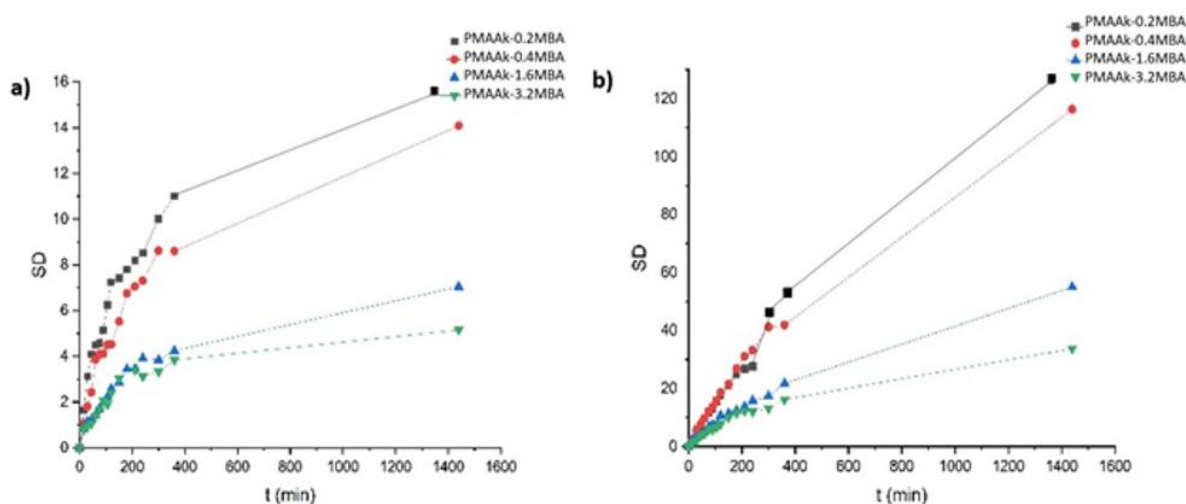 a)
PMAAk-0.2MBA
PMAAk-0.4MBA
PMAAk-1.6MBA
PMAAk-3.2MBA
16
14
12
10
8
6
4
2
0
SD
0 200 400 600 800 1000 1200 1400 1600
t (min)
b)
PMAAk-0.2MBA
PMAAk-0.4MBA
PMAAk-1.6MBA
PMAAk-3.2MBA
120
100
80
60
40
20
0
SD
0 200 400 600 800 1000 1200 1400 1600
t (min)